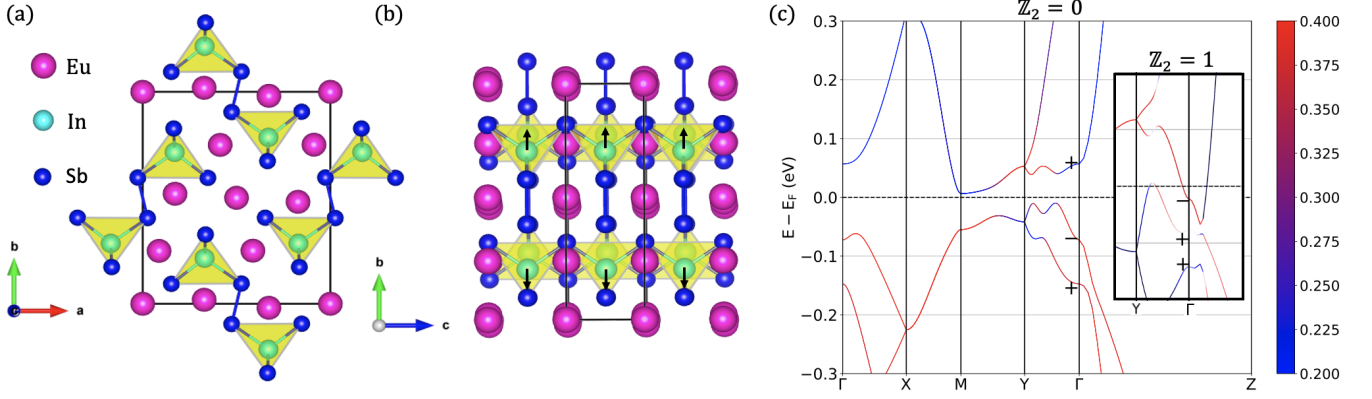 (a)
Eu
In
Sb
b
a
(b)
b
c
(c)
ℤ₂ = 0
0.3
0.2
0.1
0.0
−0.1
−0.2
−0.3
E − E_F (eV)
Γ
X
M
Y
Γ
Z
+
−
+
ℤ₂ = 1
−
+
+
Y
Γ
0.400
0.375
0.350
0.325
0.300
0.275
0.250
0.225
0.200